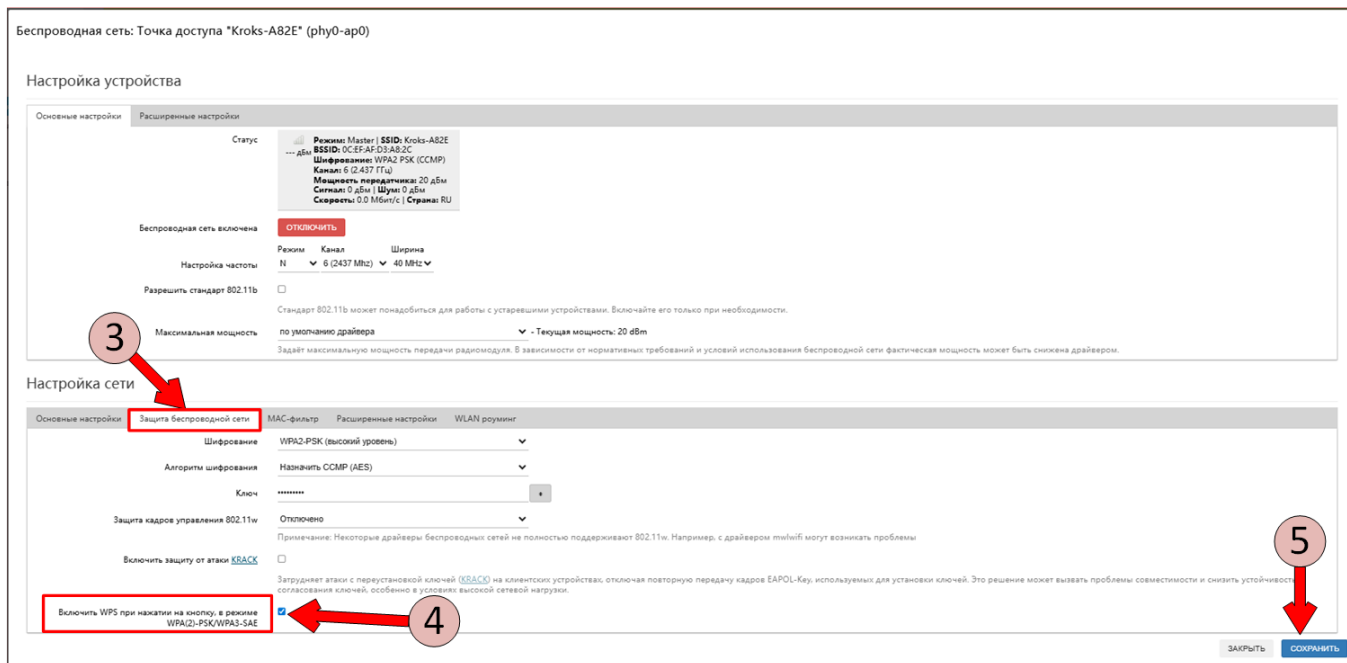 Беспроводная сеть: Точка доступа "Kroks-A82E" (phy0-ap0)
Настройка устройства
Основные настройки Расширенные настройки
Статус
Режим: Master | SSID: Kroks-A82E
--- дБм BSSID: 0C:EF:AF:D3:A8:2C
Шифрование: WPA2 PSK (CCMP)
Канал: 6 (2.437 ГГц)
Мощность передатчика: 20 дБм
Сигнал: 0 дБм | Шум: 0 дБм
Скорость: 0.0 Мбит/с | Страна: RU
Беспроводная сеть включена ОТКЛЮЧИТЬ
Режим Канал Ширина
Настройка частоты N 6 (2437 Mhz) 40 MHz
Разрешить стандарт 802.11b
Стандарт 802.11b может понадобиться для работы с устаревшими устройствами. Включайте его только при необходимости.
3
Максимальная мощность по умолчанию драйвера - Текущая мощность: 20 dBm
Задаёт максимальную мощность передачи радиомодуля. В зависимости от нормативных требований и условий использования беспроводной сети фактическая мощность может быть снижена драйвером.
Настройка сети
Основные настройки Защита беспроводной сети MAC-фильтр Расширенные настройки WLAN роуминг
Шифрование WPA2-PSK (высокий уровень)
Алгоритм шифрования Назначить CCMP (AES)
Ключ ••••••••• *
Защита кадров управления 802.11w Отключено
Примечание: Некоторые драйверы беспроводных сетей не полностью поддерживают 802.11w. Например, с драйвером mwlwifi могут возникать проблемы
5
Включить защиту от атаки KRACK
Затрудняет атаки с переустановкой ключей (KRACK) на клиентских устройствах, отключая повторную передачу кадров EAPOL-Key, используемых для установки ключей. Это решение может вызвать проблемы совместимости и снизить устойчивость
согласования ключей, особенно в условиях высокой сетевой нагрузки.
Включить WPS при нажатии на кнопку, в режиме
WPA(2)-PSK/WPA3-SAE
4
ЗАКРЫТЬ СОХРАНИТЬ